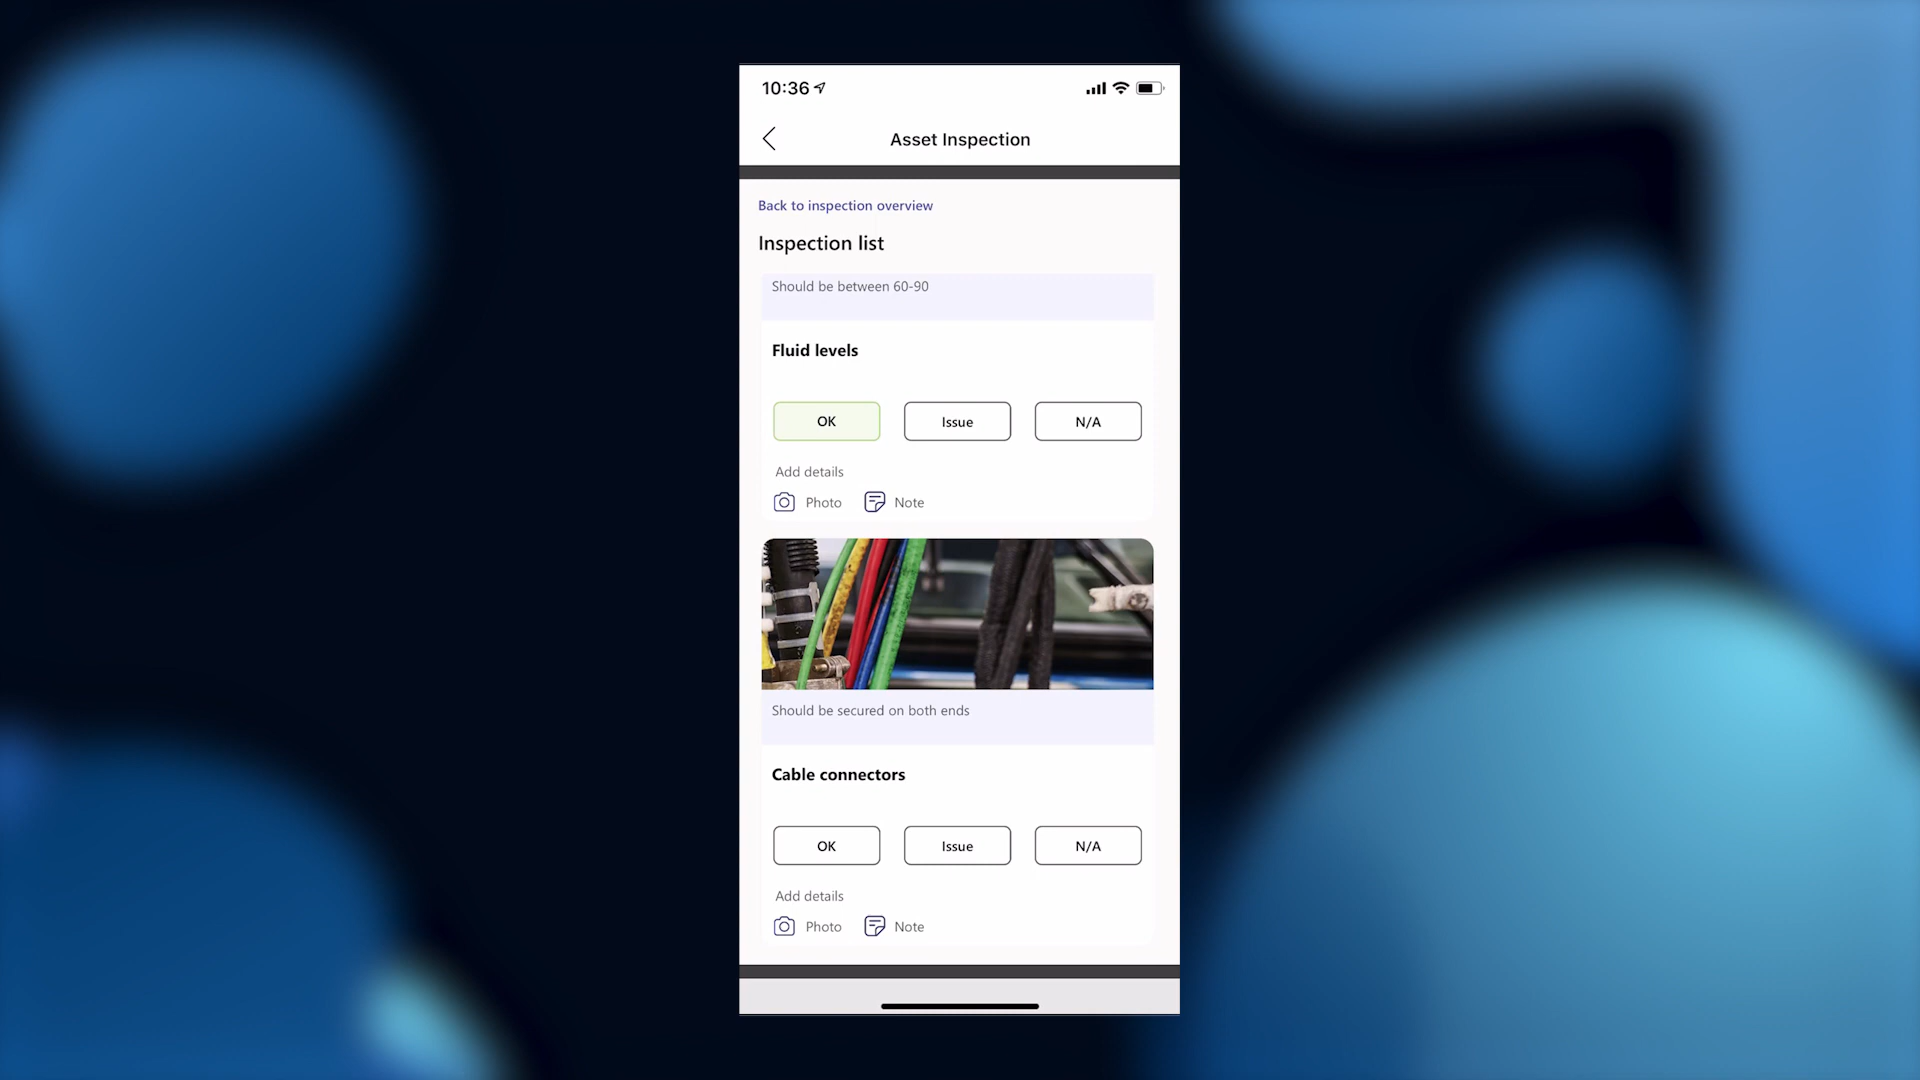 10:36
Asset Inspection
Back to inspection overview
Inspection list
Should be between 60-90
Fluid levels
OK Issue N/A
Add details
Photo Note
Should be secured on both ends
Cable connectors
OK Issue N/A
Add details
Photo Note